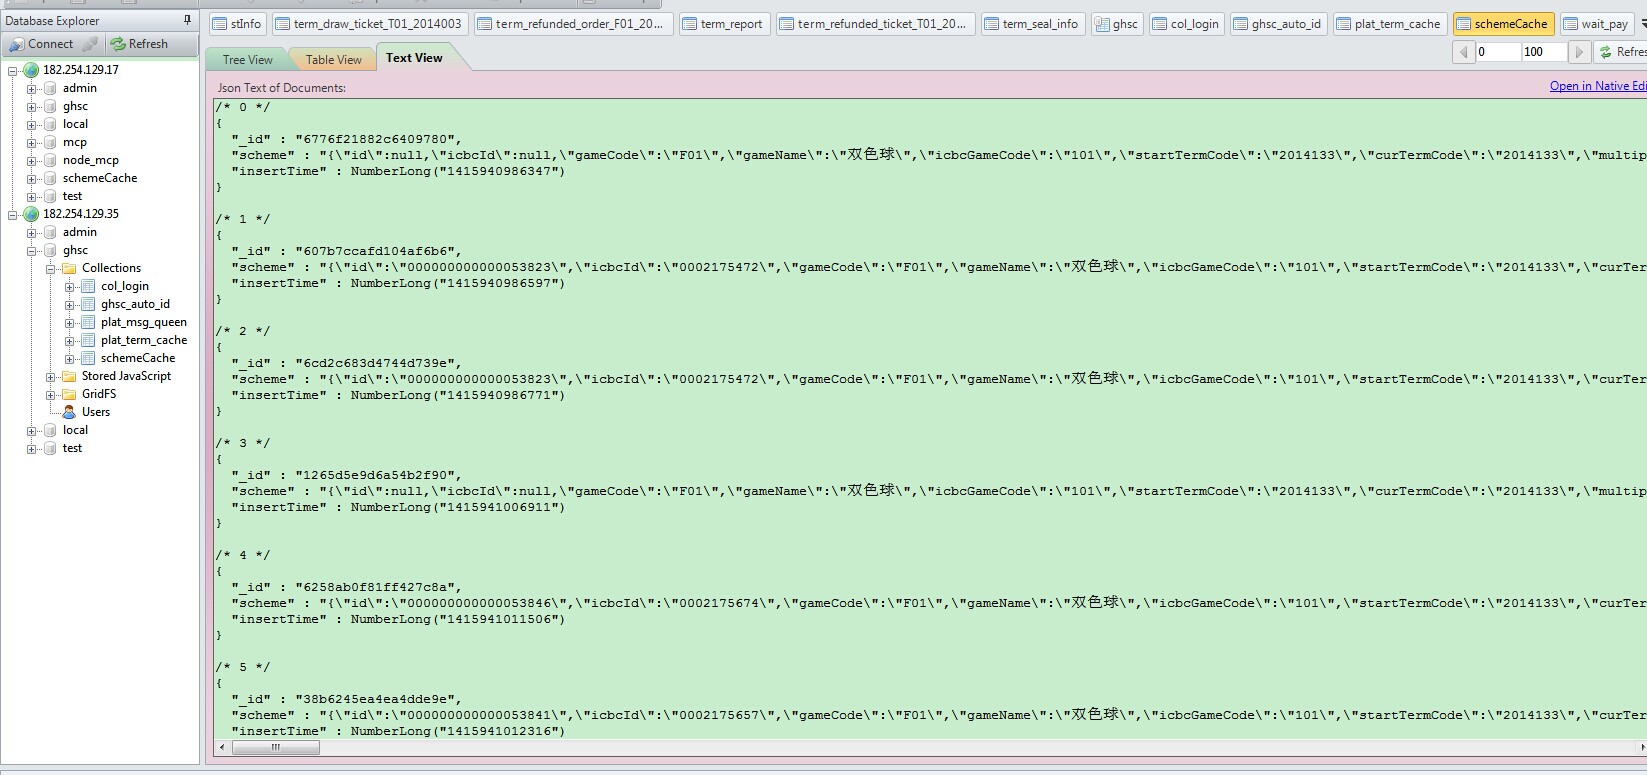 Database Explorer
Connect
Refresh
182.254.129.17
admin
ghsc
local
mcp
node_mcp
schemeCache
test
182.254.129.35
admin
ghsc
Collections
col_login
ghsc_auto_id
plat_msg_queen
plat_term_cache
schemeCache
Stored JavaScript
GridFS
Users
local
test
stInfo term_draw_ticket_T01_2014003 term_refunded_order_F01_20... term_report term_refunded_ticket_T01_20... term_seal_info ghsc col_login ghsc_auto_id plat_term_cache schemeCache wait_pay
Tree View Table View Text View 0 100 Refres
Json Text of Documents: Open in Native Edi
/* 0 */
{
"_id" : "6776f21882c6409780",
"scheme" : "{\"id\":null,\"icbcId\":null,\"gameCode\":\"F01\",\"gameName\":\"双色球\",\"icbcGameCode\":\"101\",\"startTermCode\":\"2014133\",\"curTermCode\":\"2014133\",\"multip
"insertTime" : NumberLong("1415940986347")
}
/* 1 */
{
"_id" : "607b7ccafd104af6b6",
"scheme" : "{\"id\":\"000000000000053823\",\"icbcId\":\"0002175472\",\"gameCode\":\"F01\",\"gameName\":\"双色球\",\"icbcGameCode\":\"101\",\"startTermCode\":\"2014133\",\"curTer
"insertTime" : NumberLong("1415940986597")
}
/* 2 */
{
"_id" : "6cd2c683d4744d739e",
"scheme" : "{\"id\":\"000000000000053823\",\"icbcId\":\"0002175472\",\"gameCode\":\"F01\",\"gameName\":\"双色球\",\"icbcGameCode\":\"101\",\"startTermCode\":\"2014133\",\"curTer
"insertTime" : NumberLong("1415940986771")
}
/* 3 */
{
"_id" : "1265d5e9d6a54b2f90",
"scheme" : "{\"id\":null,\"icbcId\":null,\"gameCode\":\"F01\",\"gameName\":\"双色球\",\"icbcGameCode\":\"101\",\"startTermCode\":\"2014133\",\"curTermCode\":\"2014133\",\"multip
"insertTime" : NumberLong("1415941006911")
}
/* 4 */
{
"_id" : "6258ab0f81ff427c8a",
"scheme" : "{\"id\":\"000000000000053846\",\"icbcId\":\"0002175674\",\"gameCode\":\"F01\",\"gameName\":\"双色球\",\"icbcGameCode\":\"101\",\"startTermCode\":\"2014133\",\"curTer
"insertTime" : NumberLong("1415941011506")
}
/* 5 */
{
"_id" : "38b6245ea4ea4dde9e",
"scheme" : "{\"id\":\"000000000000053841\",\"icbcId\":\"0002175657\",\"gameCode\":\"F01\",\"gameName\":\"双色球\",\"icbcGameCode\":\"101\",\"startTermCode\":\"2014133\",\"curTer
"insertTime" : NumberLong("1415941012316")